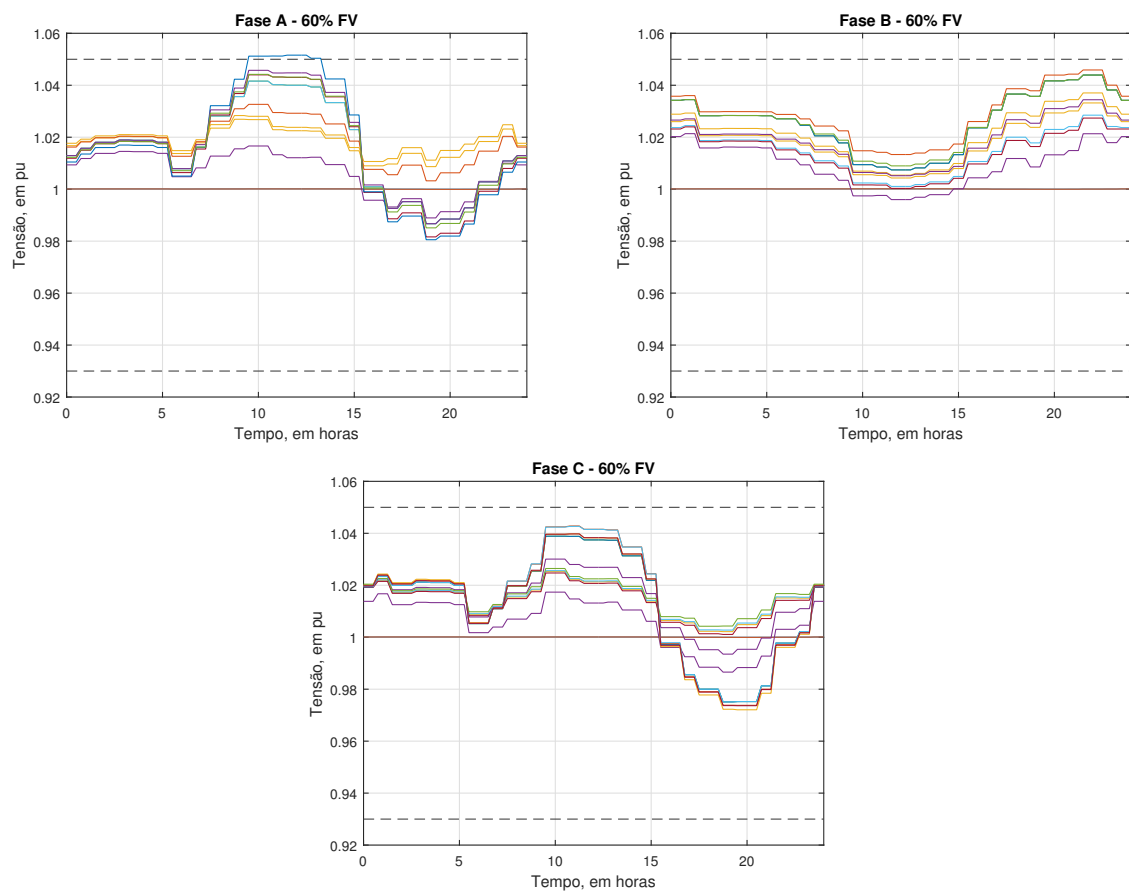 Fase A - 60% FV
1.06
1.04
1.02
1
0.98
0.96
0.94
0.92
Tensão, em pu
0 5 10 15 20
Tempo, em horas
Fase B - 60% FV
1.06
1.04
1.02
1
0.98
0.96
0.94
0.92
Tensão, em pu
0 5 10 15 20
Tempo, em horas
Fase C - 60% FV
1.06
1.04
1.02
1
0.98
0.96
0.94
0.92
Tensão, em pu
0 5 10 15 20
Tempo, em horas